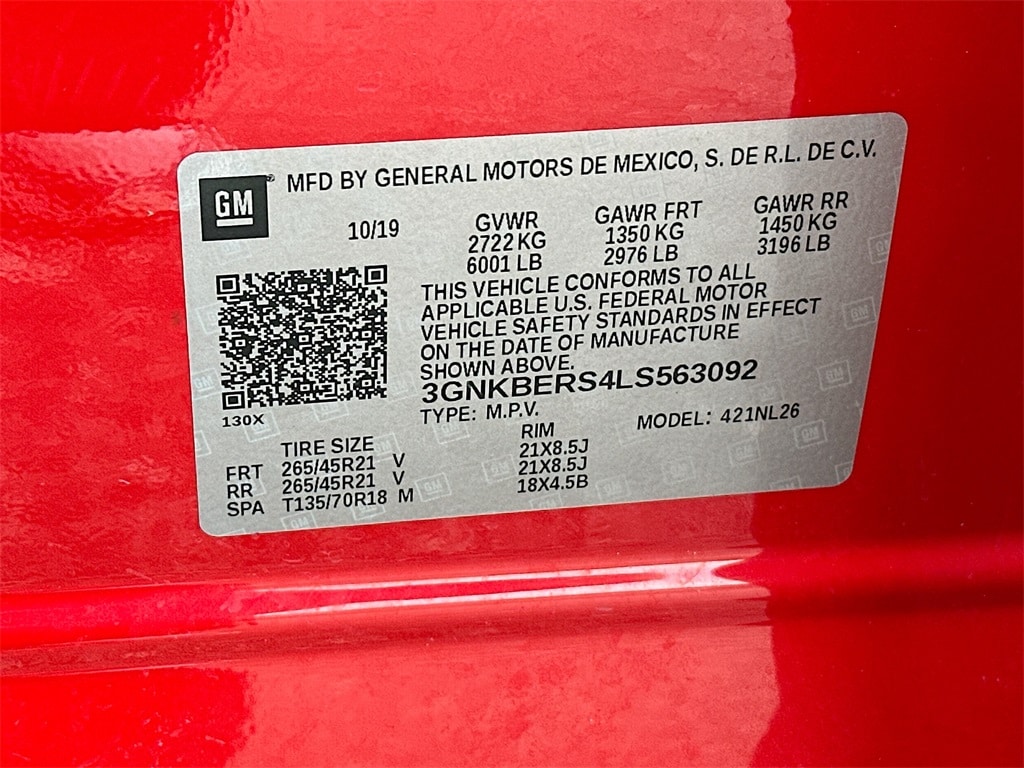 GM
MFD BY GENERAL MOTORS DE MEXICO, S. DE R.L. DE C.V.
10/19
GVWR
2722 KG
6001 LB
GAWR FRT
1350 KG
2976 LB
GAWR RR
1450 KG
3196 LB
THIS VEHICLE CONFORMS TO ALL
APPLICABLE U.S. FEDERAL MOTOR
VEHICLE SAFETY STANDARDS IN EFFECT
ON THE DATE OF MANUFACTURE
SHOWN ABOVE.
3GNKBERS4LS563092
130X
TYPE: M.P.V.
MODEL: 421NL26
TIRE SIZE RIM
FRT 265/45R21 V 21X8.5J
RR 265/45R21 V 21X8.5J
SPA T135/70R18 M 18X4.5B